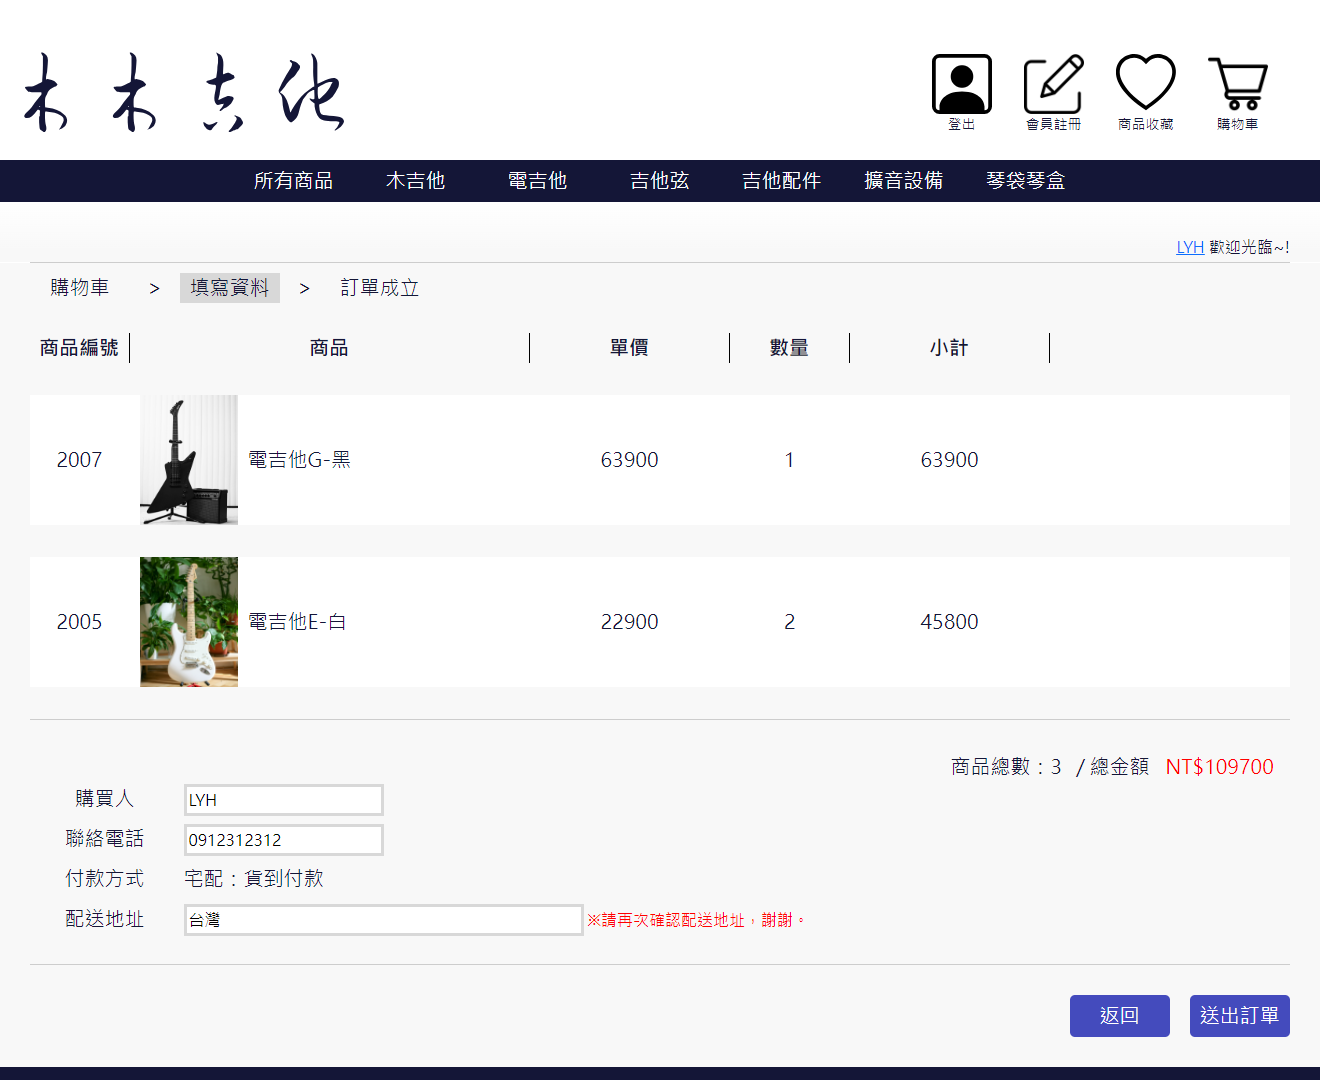 木木吉他
登出 會員註冊 商品收藏 購物車
所有商品 木吉他 電吉他 吉他弦 吉他配件 擴音設備 琴袋琴盒
LYH 歡迎光臨~!
購物車 > 填寫資料 > 訂單成立
商品編號 商品 單價 數量 小計
2007 電吉他G-黑 63900 1 63900
2005 電吉他E-白 22900 2 45800
商品總數：3 / 總金額 NT$109700
購買人 LYH
聯絡電話 0912312312
付款方式 宅配：貨到付款
配送地址 台灣 ※請再次確認配送地址，謝謝。
返回 送出訂單